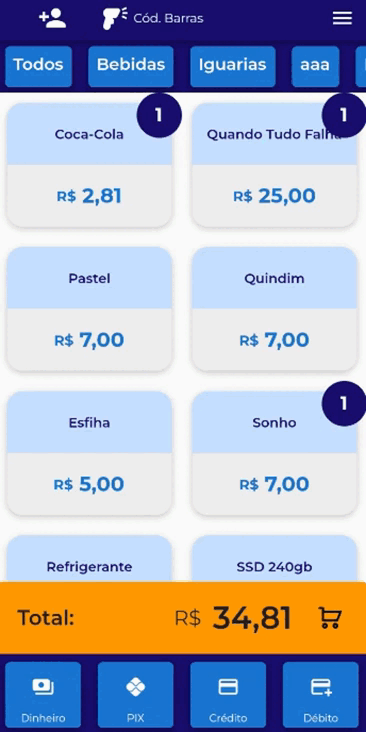 Cód. Barras
Todos
Bebidas
Iguarias
aaa
1
1
Coca-Cola
Quando Tudo Falha
R$ 2,81
R$ 25,00
Pastel
Quindim
R$ 7,00
R$ 7,00
1
Esfiha
Sonho
R$ 5,00
R$ 7,00
Refrigerante
SSD 240gb
Total:
R$ 34,81
Dinheiro
PIX
Crédito
Débito